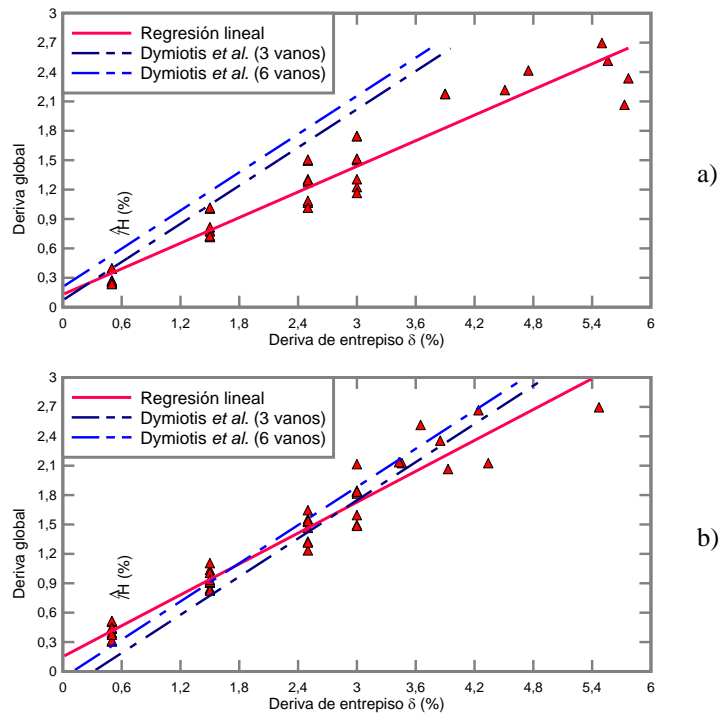 3
2,7
2,4
2,1
1,8
1,5
1,2
0,9
0,6
0,3
0
Deriva global
/H (%)
Regresión lineal
Dymiotis et al. (3 vanos)
Dymiotis et al. (6 vanos)
a)
0 0,6 1,2 1,8 2,4 3 3,6 4,2 4,8 5,4 6
Deriva de entrepiso δ (%)
3
2,7
2,4
2,1
1,8
1,5
1,2
0,9
0,6
0,3
0
Deriva global
/H (%)
Regresión lineal
Dymiotis et al. (3 vanos)
Dymiotis et al. (6 vanos)
b)
0 0,6 1,2 1,8 2,4 3 3,6 4,2 4,8 5,4 6
Deriva de entrepiso δ (%)